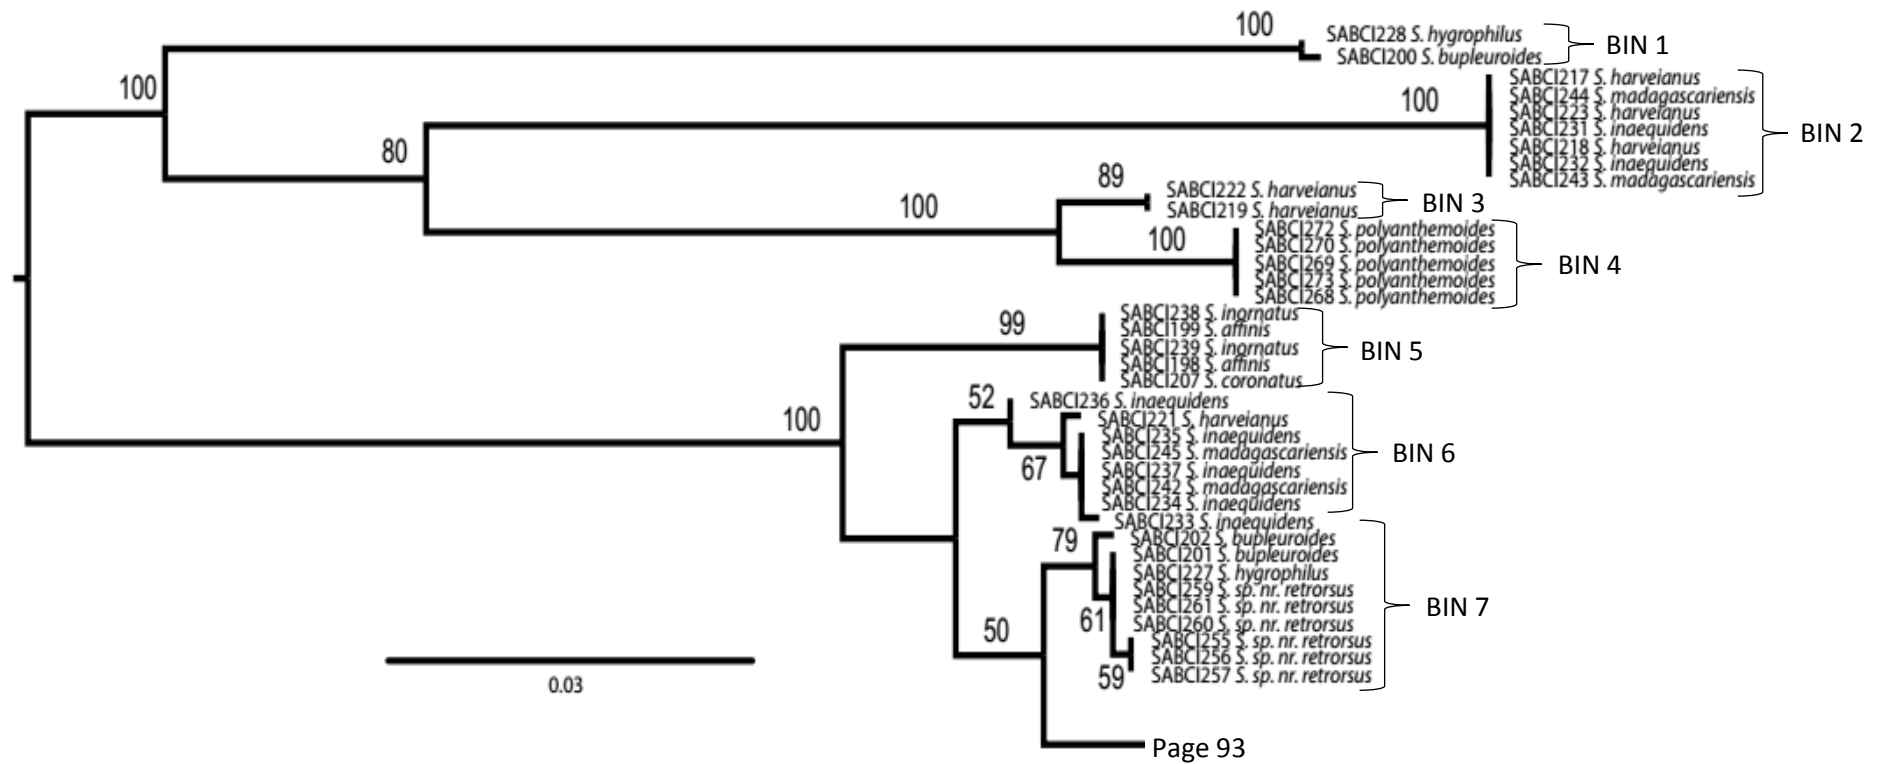 100
SABCI228 S. hygrophilus
SABCI200 S. bupleuroides
BIN 1
100
100
SABCI217 S. harveianus
SABCI244 S. madagascariensis
SABCI223 S. harveianus
SABCI231 S. inaequidens
SABCI218 S. harveianus
SABCI232 S. inaequidens
SABCI243 S. madagascariensis
BIN 2
80
89
SABCI222 S. harveianus
SABCI219 S. harveianus
BIN 3
100
100
SABCI272 S. polyanthemoides
SABCI270 S. polyanthemoides
SABCI269 S. polyanthemoides
SABCI273 S. polyanthemoides
SABCI268 S. polyanthemoides
BIN 4
99
SABCI238 S. inornatus
SABCI199 S. affinis
SABCI239 S. inornatus
SABCI198 S. affinis
SABCI207 S. coronatus
BIN 5
100
52
SABCI236 S. inaequidens
SABCI221 S. harveianus
SABCI235 S. inaequidens
SABCI245 S. madagascariensis
SABCI237 S. inaequidens
SABCI242 S. madagascariensis
SABCI234 S. inaequidens
BIN 6
67
SABCI233 S. inaequidens
79
SABCI202 S. bupleuroides
SABCI201 S. bupleuroides
SABCI227 S. hygrophilus
SABCI259 S. sp. nr. retrorsus
SABCI261 S. sp. nr. retrorsus
SABCI260 S. sp. nr. retrorsus
SABCI255 S. sp. nr. retrorsus
SABCI256 S. sp. nr. retrorsus
SABCI257 S. sp. nr. retrorsus
BIN 7
61
50
59
0.03
Page 93